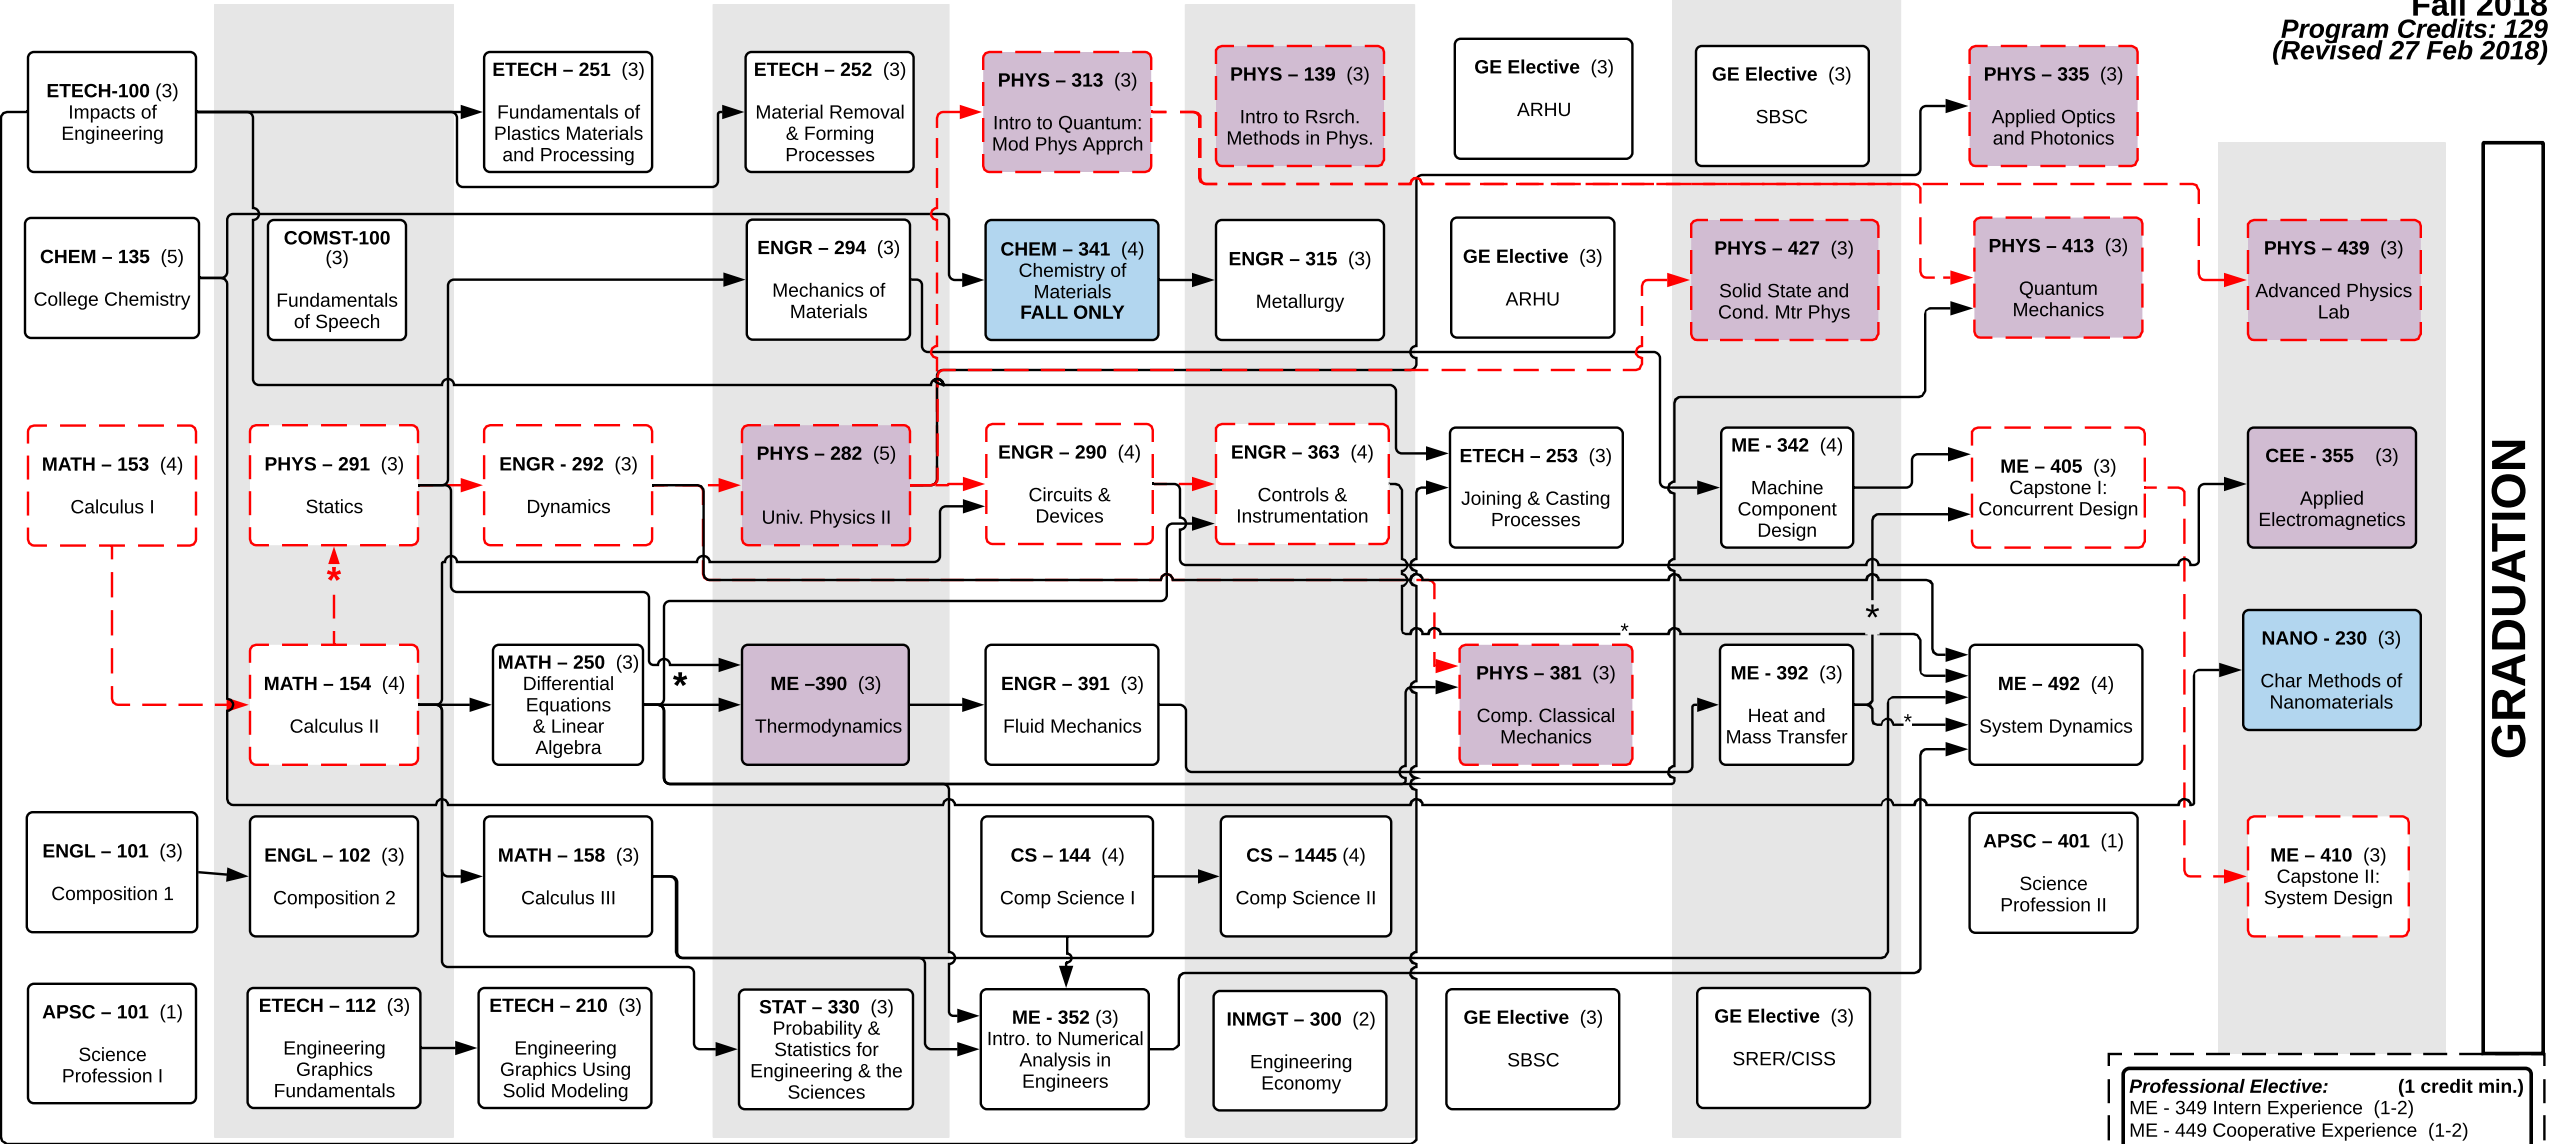 Fall 2018
Program Credits: 129
(Revised 27 Feb 2018)
ETECH-100 (3)
Impacts of
Engineering
ETECH – 251 (3)
Fundamentals of
Plastics Materials
and Processing
ETECH – 252 (3)
Material Removal
& Forming
Processes
PHYS – 313 (3)
Intro to Quantum:
Mod Phys Apprch
PHYS – 139 (3)
Intro to Rsrch.
Methods in Phys.
GE Elective (3)
ARHU
GE Elective (3)
SBSC
PHYS – 335 (3)
Applied Optics
and Photonics
CHEM – 135 (5)
College Chemistry
COMST-100
(3)
Fundamentals
of Speech
ENGR – 294 (3)
Mechanics of
Materials
CHEM – 341 (4)
Chemistry of
Materials
FALL ONLY
ENGR – 315 (3)
Metallurgy
GE Elective (3)
ARHU
PHYS – 427 (3)
Solid State and
Cond. Mtr Phys
PHYS – 413 (3)
Quantum
Mechanics
PHYS – 439 (3)
Advanced Physics
Lab
MATH – 153 (4)
Calculus I
PHYS – 291 (3)
Statics
*
ENGR - 292 (3)
Dynamics
PHYS – 282 (5)
Univ. Physics II
ENGR – 290 (4)
Circuits &
Devices
ENGR – 363 (4)
Controls &
Instrumentation
ETECH – 253 (3)
Joining & Casting
Processes
ME - 342 (4)
Machine
Component
Design
ME – 405 (3)
Capstone I:
Concurrent Design
CEE - 355 (3)
Applied
Electromagnetics
GRADUATION
*
*
MATH – 154 (4)
Calculus II
MATH – 250 (3)
Differential
Equations
& Linear
Algebra
*
ME –390 (3)
Thermodynamics
ENGR – 391 (3)
Fluid Mechanics
PHYS – 381 (3)
Comp. Classical
Mechanics
ME - 392 (3)
Heat and
Mass Transfer
*
ME – 492 (4)
System Dynamics
NANO - 230 (3)
Char Methods of
Nanomaterials
ENGL – 101 (3)
Composition 1
ENGL – 102 (3)
Composition 2
MATH – 158 (3)
Calculus III
CS – 144 (4)
Comp Science I
CS – 1445 (4)
Comp Science II
APSC – 401 (1)
Science
Profession II
ME – 410 (3)
Capstone II:
System Design
APSC – 101 (1)
Science
Profession I
ETECH – 112 (3)
Engineering
Graphics
Fundamentals
ETECH – 210 (3)
Engineering
Graphics Using
Solid Modeling
STAT – 330 (3)
Probability &
Statistics for
Engineering & the
Sciences
ME - 352 (3)
Intro. to Numerical
Analysis in
Engineers
INMGT – 300 (2)
Engineering
Economy
GE Elective (3)
SBSC
GE Elective (3)
SRER/CISS
Professional Elective: (1 credit min.)
ME - 349 Intern Experience (1-2)
ME - 449 Cooperative Experience (1-2)